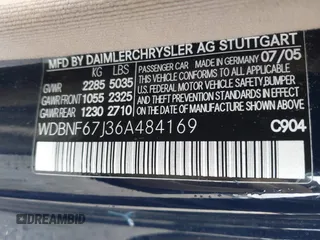 MFD BY DAIMLERCHRYSLER AG STUTTGART
KG LBS PASSENGER CAR MADE IN GERMANY 07/05
GVWR 2285 5035 THIS VEHICLE CONFORMS TO ALL APPLICABLE
GAWR FRONT 1055 2325 U.S. FEDERAL MOTOR VEHICLE SAFETY, BUMPER
GAWR REAR 1230 2710 AND THEFT PREVENTION STANDARDS IN EFFECT
ON THE DATE OF MANUFACTURE SHOWN ABOVE
WDBNF67J36A484169 C904
DREAMBID